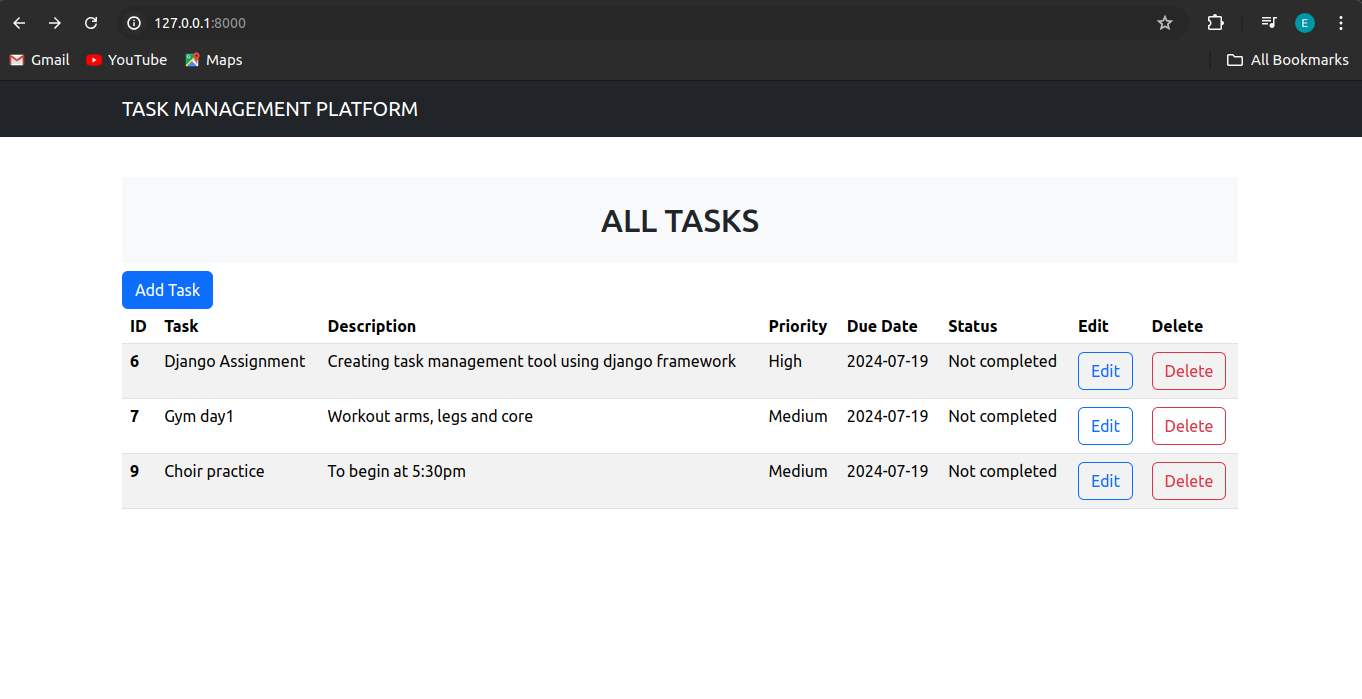 127.0.0.1:8000
E
Gmail YouTube Maps All Bookmarks
TASK MANAGEMENT PLATFORM
ALL TASKS
Add Task
ID Task Description Priority Due Date Status Edit Delete
6 Django Assignment Creating task management tool using django framework High 2024-07-19 Not completed Edit Delete
7 Gym day1 Workout arms, legs and core Medium 2024-07-19 Not completed Edit Delete
9 Choir practice To begin at 5:30pm Medium 2024-07-19 Not completed Edit Delete